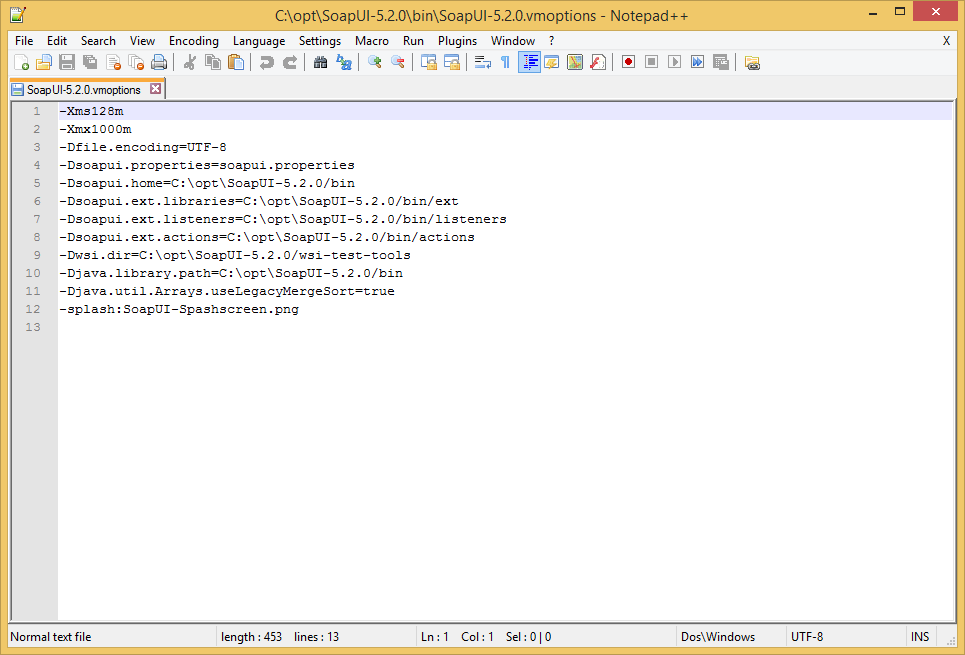 C:\opt\SoapUI-5.2.0\bin\SoapUI-5.2.0.vmoptions - Notepad++
File Edit Search View Encoding Language Settings Macro Run Plugins Window ? X
SoapUI-5.2.0.vmoptions
1 -Xms128m
2 -Xmx1000m
3 -Dfile.encoding=UTF-8
4 -Dsoapui.properties=soapui.properties
5 -Dsoapui.home=C:\opt\SoapUI-5.2.0/bin
6 -Dsoapui.ext.libraries=C:\opt\SoapUI-5.2.0/bin/ext
7 -Dsoapui.ext.listeners=C:\opt\SoapUI-5.2.0/bin/listeners
8 -Dsoapui.ext.actions=C:\opt\SoapUI-5.2.0/bin/actions
9 -Dwsi.dir=C:\opt\SoapUI-5.2.0/wsi-test-tools
10 -Djava.library.path=C:\opt\SoapUI-5.2.0/bin
11 -Djava.util.Arrays.useLegacyMergeSort=true
12 -splash:SoapUI-Spashscreen.png
13
Normal text file length : 453 lines : 13 Ln : 1 Col : 1 Sel : 0 | 0 Dos\Windows UTF-8 INS